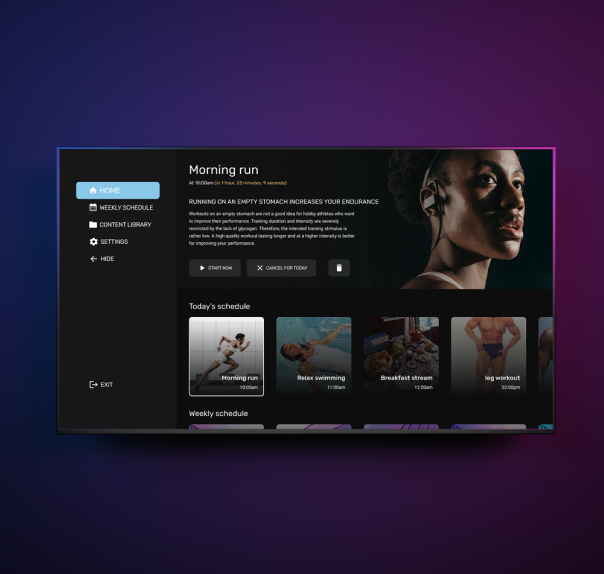 HOME
WEEKLY SCHEDULE
CONTENT LIBRARY
SETTINGS
HIDE
EXIT
Morning run
At 10:00am (in 1 hour, 23 minutes, 9 seconds)
RUNNING ON AN EMPTY STOMACH INCREASES YOUR ENDURANCE
Workouts on an empty stomach are not a good idea for hobby athletes who want
to improve their performance. Training duration and intensity are severely
restricted by the lack of glycogen. Therefore, the intended training stimulus is
rather low. A high-quality workout lasting longer and at a higher intensity is better
for improving your performance.
START NOW
CANCEL FOR TODAY
Today's schedule
Morning run
10:00am
Relax swimming
11:00am
Breakfast stream
12:00am
leg workout
02:00pm
Weekly schedule